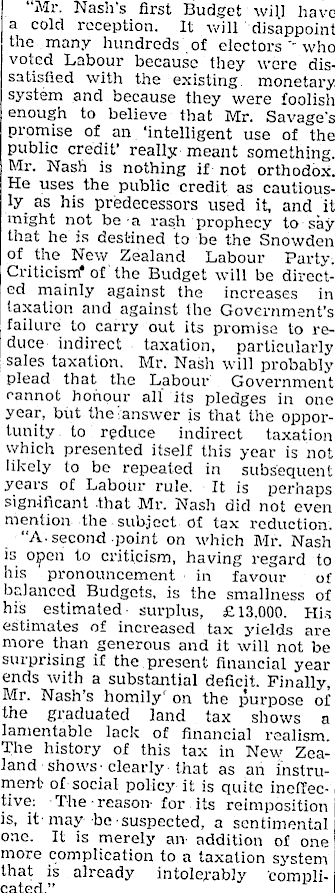 "Mr. Nash's first Budget will have
a cold reception. It will disappoint
the many hundreds of electors who
voted Labour because they were dis-
satisfied with the existing monetary
system and because they were foolish
enough to believe that Mr. Savage's
promise of an 'intelligent use of the
public credit' really meant something.
Mr. Nash is nothing if not orthodox.
He uses the public credit as cautious-
ly as his predecessors used it, and it
might not be a rash prophecy to say
that he is destined to be the Snowden
of the New Zealand Labour Party.
Criticism of the Budget will be direct-
ed mainly against the increases in
taxation and against the Government's
failure to carry out its promise to re-
duce indirect taxation, particularly
sales taxation. Mr. Nash will probably
plead that the Labour Government
cannot honour all its pledges in one
year, but the answer is that the oppor-
tunity to reduce indirect taxation
which presented itself this year is not
likely to be repeated in subsequent
years of Labour rule. It is perhaps
significant that Mr. Nash did not even
mention the subject of tax reduction.
"A second point on which Mr. Nash
is open to criticism, having regard to
his pronouncement in favour of
balanced Budgets, is the smallness of
his estimated surplus, £13,000. His
estimates of increased tax yields are
more than generous and it will not be
surprising if the present financial year
ends with a substantial deficit. Finally,
Mr. Nash's homily on the purpose of
the graduated land tax shows a
lamentable lack of financial realism.
The history of this tax in New Zea-
land shows clearly that as an instru-
ment of social policy it is quite ineffec-
tive. The reason for its reimposition
is, it may be suspected, a sentimental
one. It is merely an addition of one
more complication to a taxation system
that is already intolerably compli-
cated."